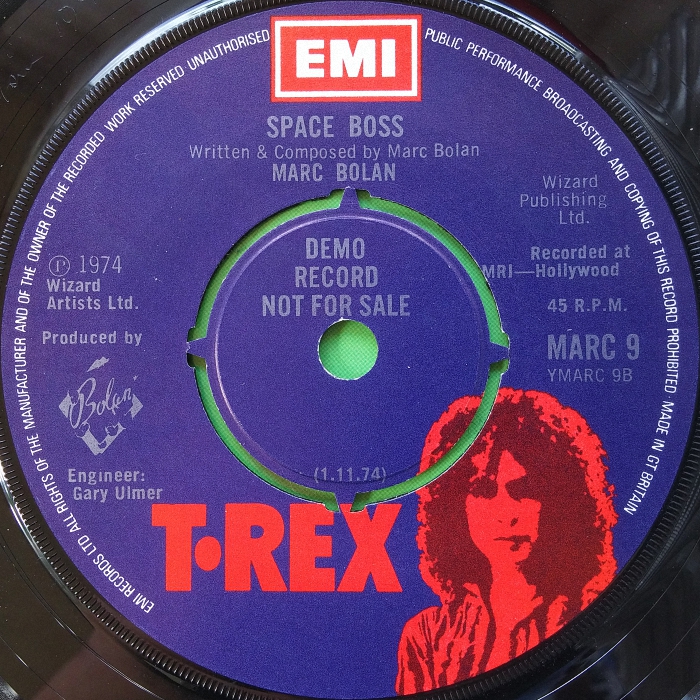 EMI
EMI RECORDS LTD ALL RIGHTS OF THE MANUFACTURER AND OF THE OWNER OF THE RECORDED WORK RESERVED UNAUTHORISED
PUBLIC PERFORMANCE BROADCASTING AND COPYING OF THIS RECORD PROHIBITED · MADE IN GT BRITAIN
SPACE BOSS
Written & Composed by Marc Bolan
MARC BOLAN
Wizard
Publishing
Ltd.
DEMO
RECORD
NOT FOR SALE
Ⓟ 1974
Wizard
Artists Ltd.
Recorded at
MRI—Hollywood
45 R.P.M.
Produced by
Bolan
MARC 9
YMARC 9B
Engineer:
Gary Ulmer
(1.11.74)
T·REX